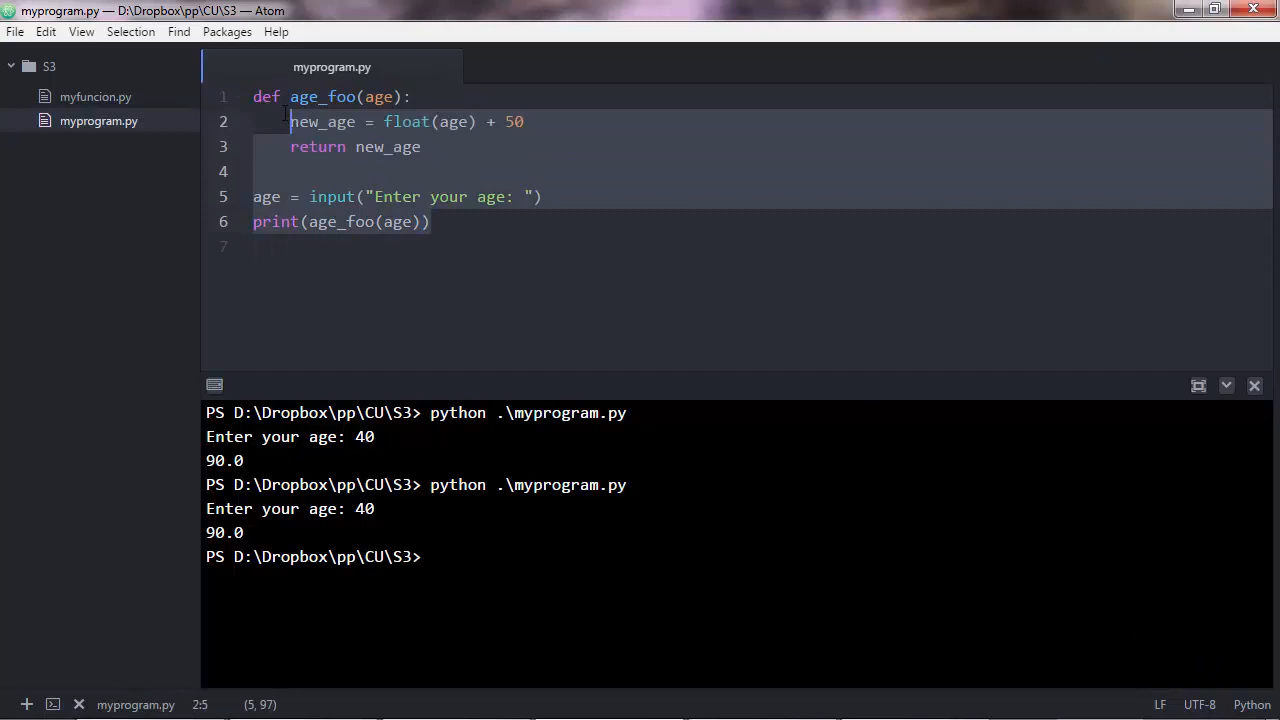 myprogram.py — D:\Dropbox\pp\CU\S3 — Atom
File Edit View Selection Find Packages Help
S3
myfuncion.py
myprogram.py
myprogram.py
1 def age_foo(age):
2 new_age = float(age) + 50
3 return new_age
4
5 age = input("Enter your age: ")
6 print(age_foo(age))
7
PS D:\Dropbox\pp\CU\S3> python .\myprogram.py
Enter your age: 40
90.0
PS D:\Dropbox\pp\CU\S3> python .\myprogram.py
Enter your age: 40
90.0
PS D:\Dropbox\pp\CU\S3>
myprogram.py 2:5 (5, 97) LF UTF-8 Python